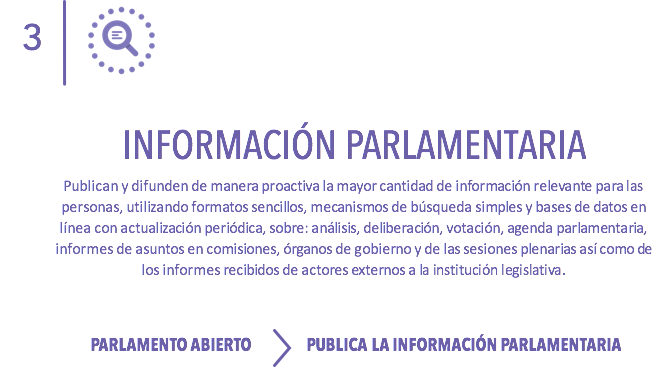 3
INFORMACIÓN PARLAMENTARIA
Publican y difunden de manera proactiva la mayor cantidad de información relevante para las
personas, utilizando formatos sencillos, mecanismos de búsqueda simples y bases de datos en
línea con actualización periódica, sobre: análisis, deliberación, votación, agenda parlamentaria,
informes de asuntos en comisiones, órganos de gobierno y de las sesiones plenarias así como de
los informes recibidos de actores externos a la institución legislativa.
PARLAMENTO ABIERTO PUBLICA LA INFORMACIÓN PARLAMENTARIA